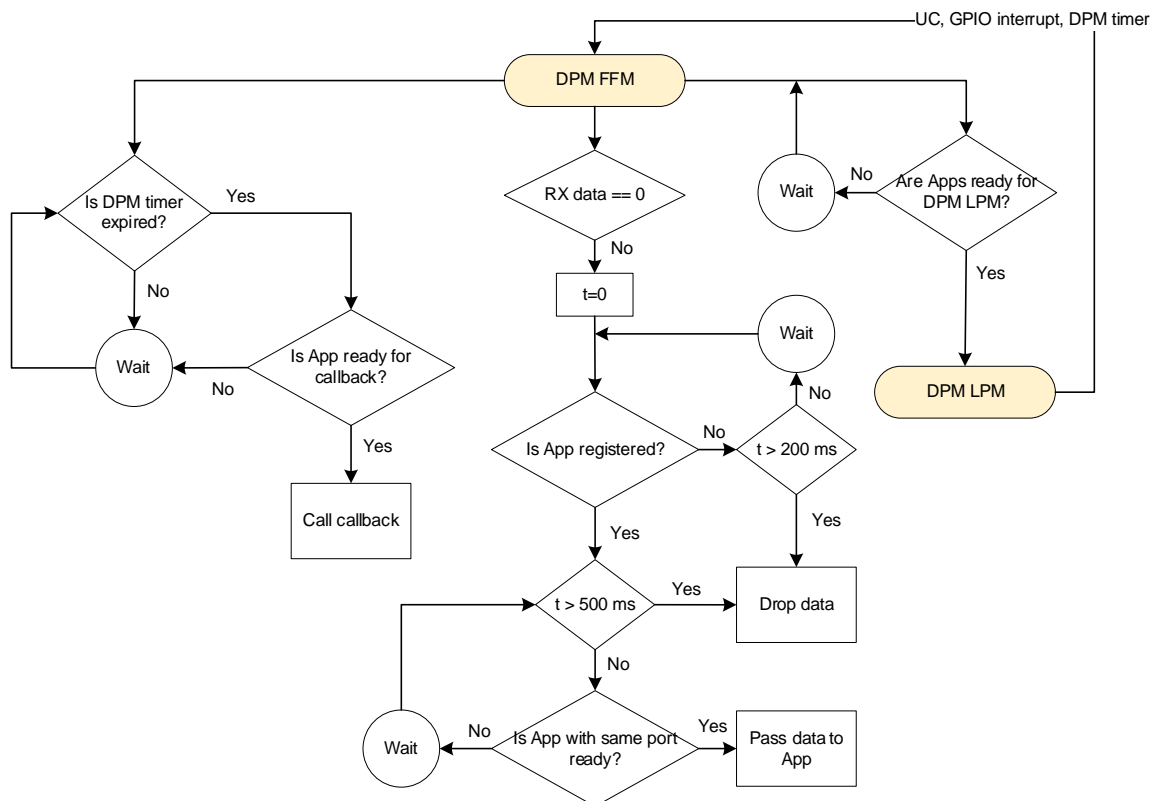 UC, GPIO interrupt, DPM timer
DPM FFM
Is DPM timer
expired?
Yes
No
Wait
Is App ready for
callback?
No
Yes
Call callback
RX data == 0
No
t=0
Wait
No
Is App registered?
No
t > 200 ms
Yes
Yes
t > 500 ms
Yes
Drop data
No
Wait
No
Is App with same port
ready?
Yes
Pass data to
App
Wait
No
Are Apps ready for
DPM LPM?
Yes
DPM LPM